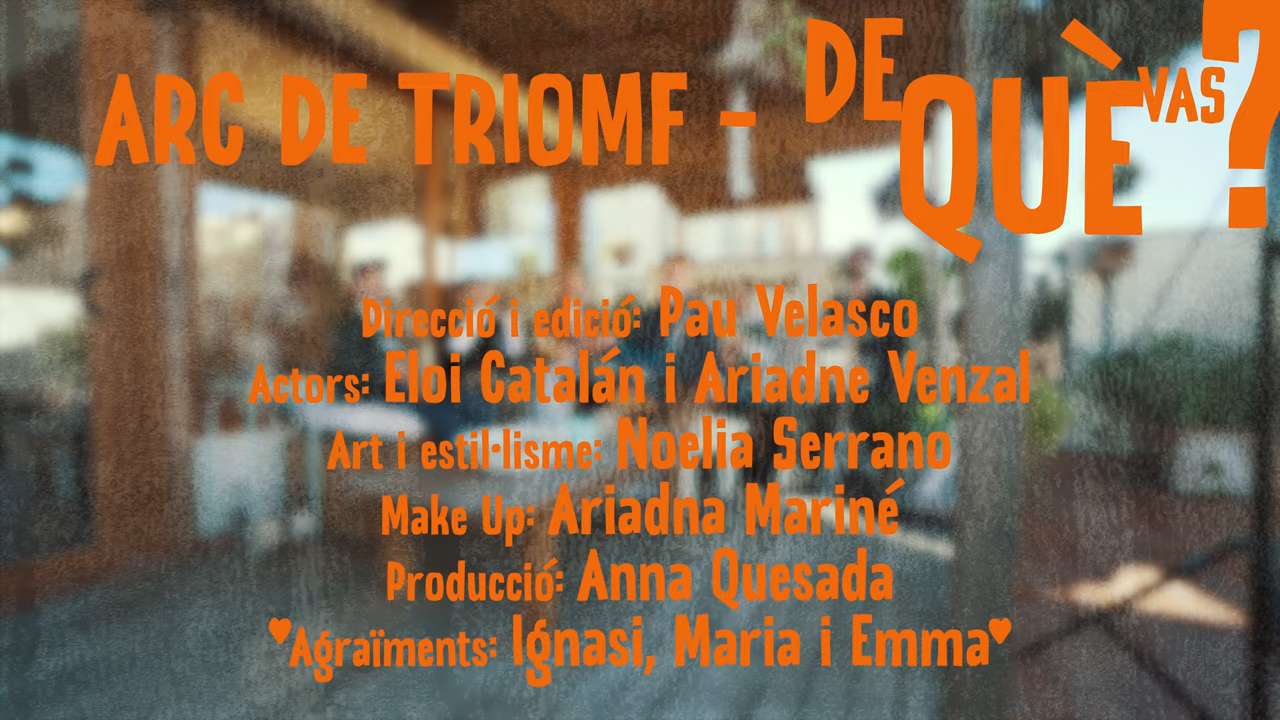 ARC DE TRIOMF - DE QUÈ VAS?
Direcció i edició: Pau Velasco
Actors: Eloi Catalán i Ariadne Venzal
Art i estil·lisme: Noelia Serrano
Make Up: Ariadna Mariné
Producció: Anna Quesada
♥Agraïments: Ignasi, Maria i Emma♥